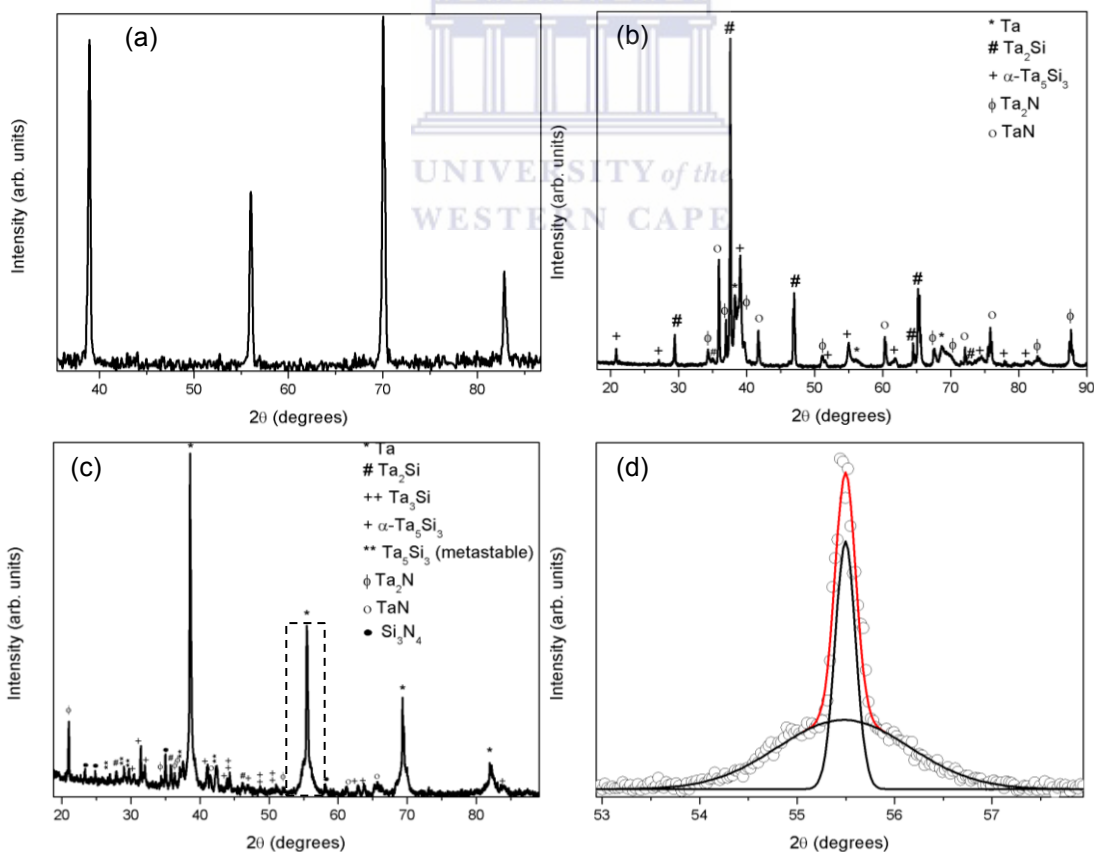 (a)
Intensity (arb. units)
40 50 60 70 80
2θ (degrees)
UNIVERSITY of the
WESTERN CAPE
(b)
* Ta
# Ta₂Si
+ α-Ta₅Si₃
ϕ Ta₂N
o TaN
Intensity (arb. units)
20 30 40 50 60 70 80 90
2θ (degrees)
(c)
* Ta
# Ta₂Si
++ Ta₃Si
+ α-Ta₅Si₃
** Ta₅Si₃ (metastable)
ϕ Ta₂N
o TaN
● Si₃N₄
Intensity (arb. units)
20 30 40 50 60 70 80
2θ (degrees)
(d)
Intensity (arb. units)
53 54 55 56 57
2θ (degrees)